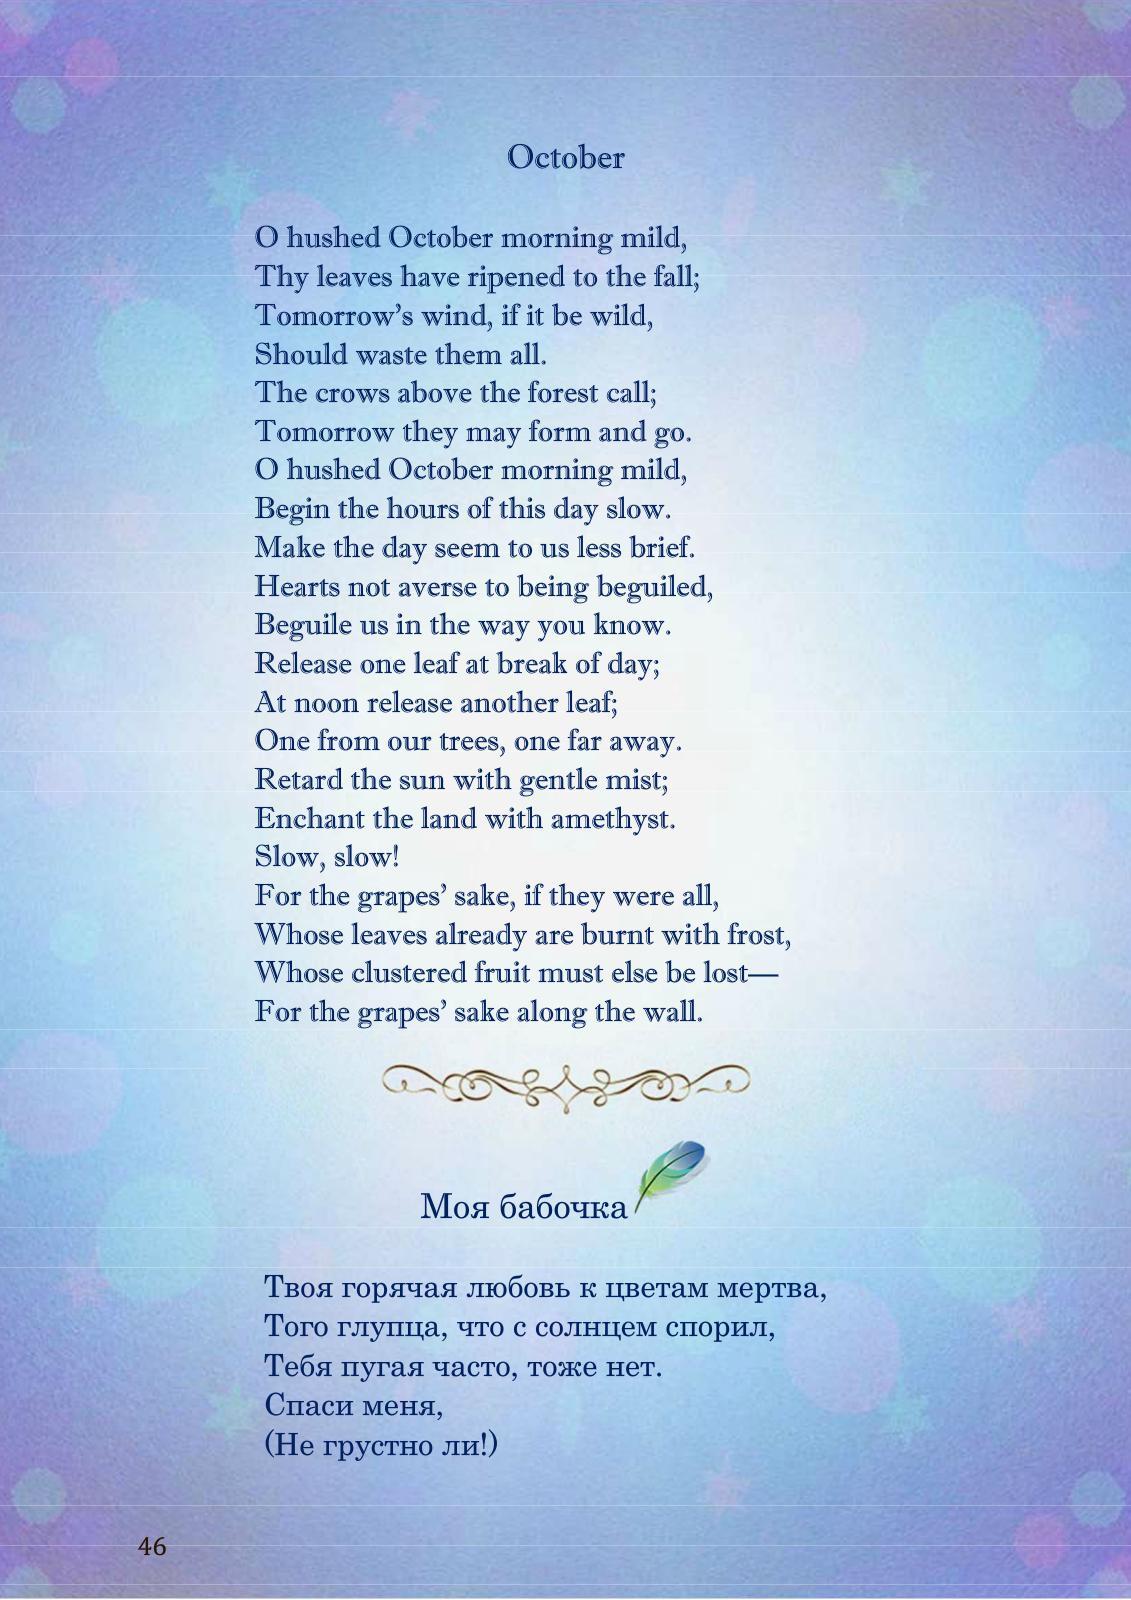 October
O hushed October morning mild,
Thy leaves have ripened to the fall;
Tomorrow’s wind, if it be wild,
Should waste them all.
The crows above the forest call;
Tomorrow they may form and go.
O hushed October morning mild,
Begin the hours of this day slow.
Make the day seem to us less brief.
Hearts not averse to being beguiled,
Beguile us in the way you know.
Release one leaf at break of day;
At noon release another leaf;
One from our trees, one far away.
Retard the sun with gentle mist;
Enchant the land with amethyst.
Slow, slow!
For the grapes’ sake, if they were all,
Whose leaves already are burnt with frost,
Whose clustered fruit must else be lost—
For the grapes’ sake along the wall.
Моя бабочка
Твоя горячая любовь к цветам мертва,
Того глупца, что с солнцем спорил,
Тебя пугая часто, тоже нет.
Спаси меня,
(Не грустно ли!)
46